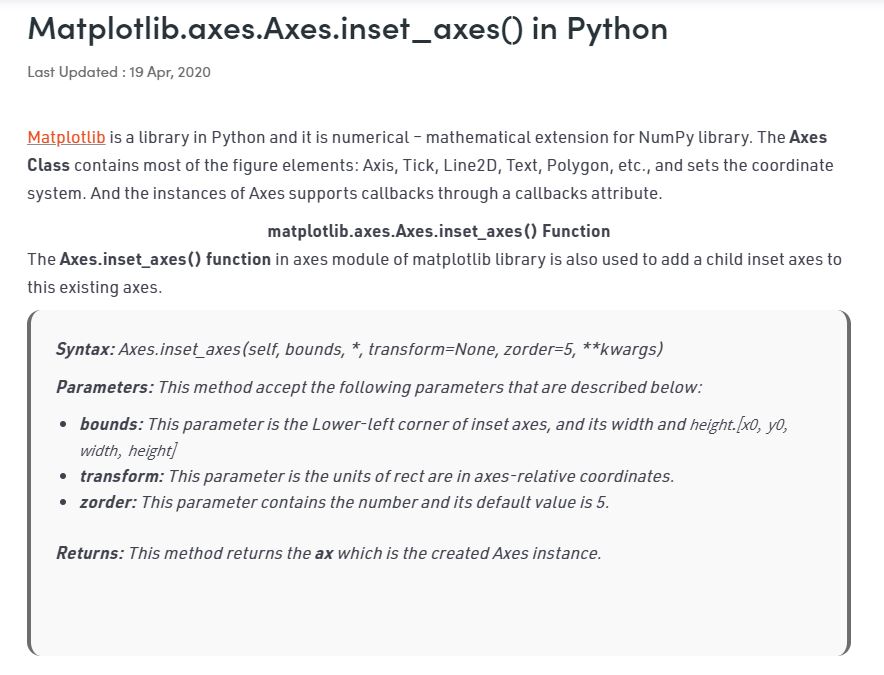 Matplotlib.axes.Axes.inset_axes() in Python
Last Updated : 19 Apr, 2020
Matplotlib is a library in Python and it is numerical – mathematical extension for NumPy library. The Axes
Class contains most of the figure elements: Axis, Tick, Line2D, Text, Polygon, etc., and sets the coordinate
system. And the instances of Axes supports callbacks through a callbacks attribute.
matplotlib.axes.Axes.inset_axes() Function
The Axes.inset_axes() function in axes module of matplotlib library is also used to add a child inset axes to
this existing axes.
Syntax: Axes.inset_axes(self, bounds, *, transform=None, zorder=5, **kwargs)
Parameters: This method accept the following parameters that are described below:
• bounds: This parameter is the Lower-left corner of inset axes, and its width and height.[x0, y0,
width, height]
• transform: This parameter is the units of rect are in axes-relative coordinates.
• zorder: This parameter contains the number and its default value is 5.
Returns: This method returns the ax which is the created Axes instance.